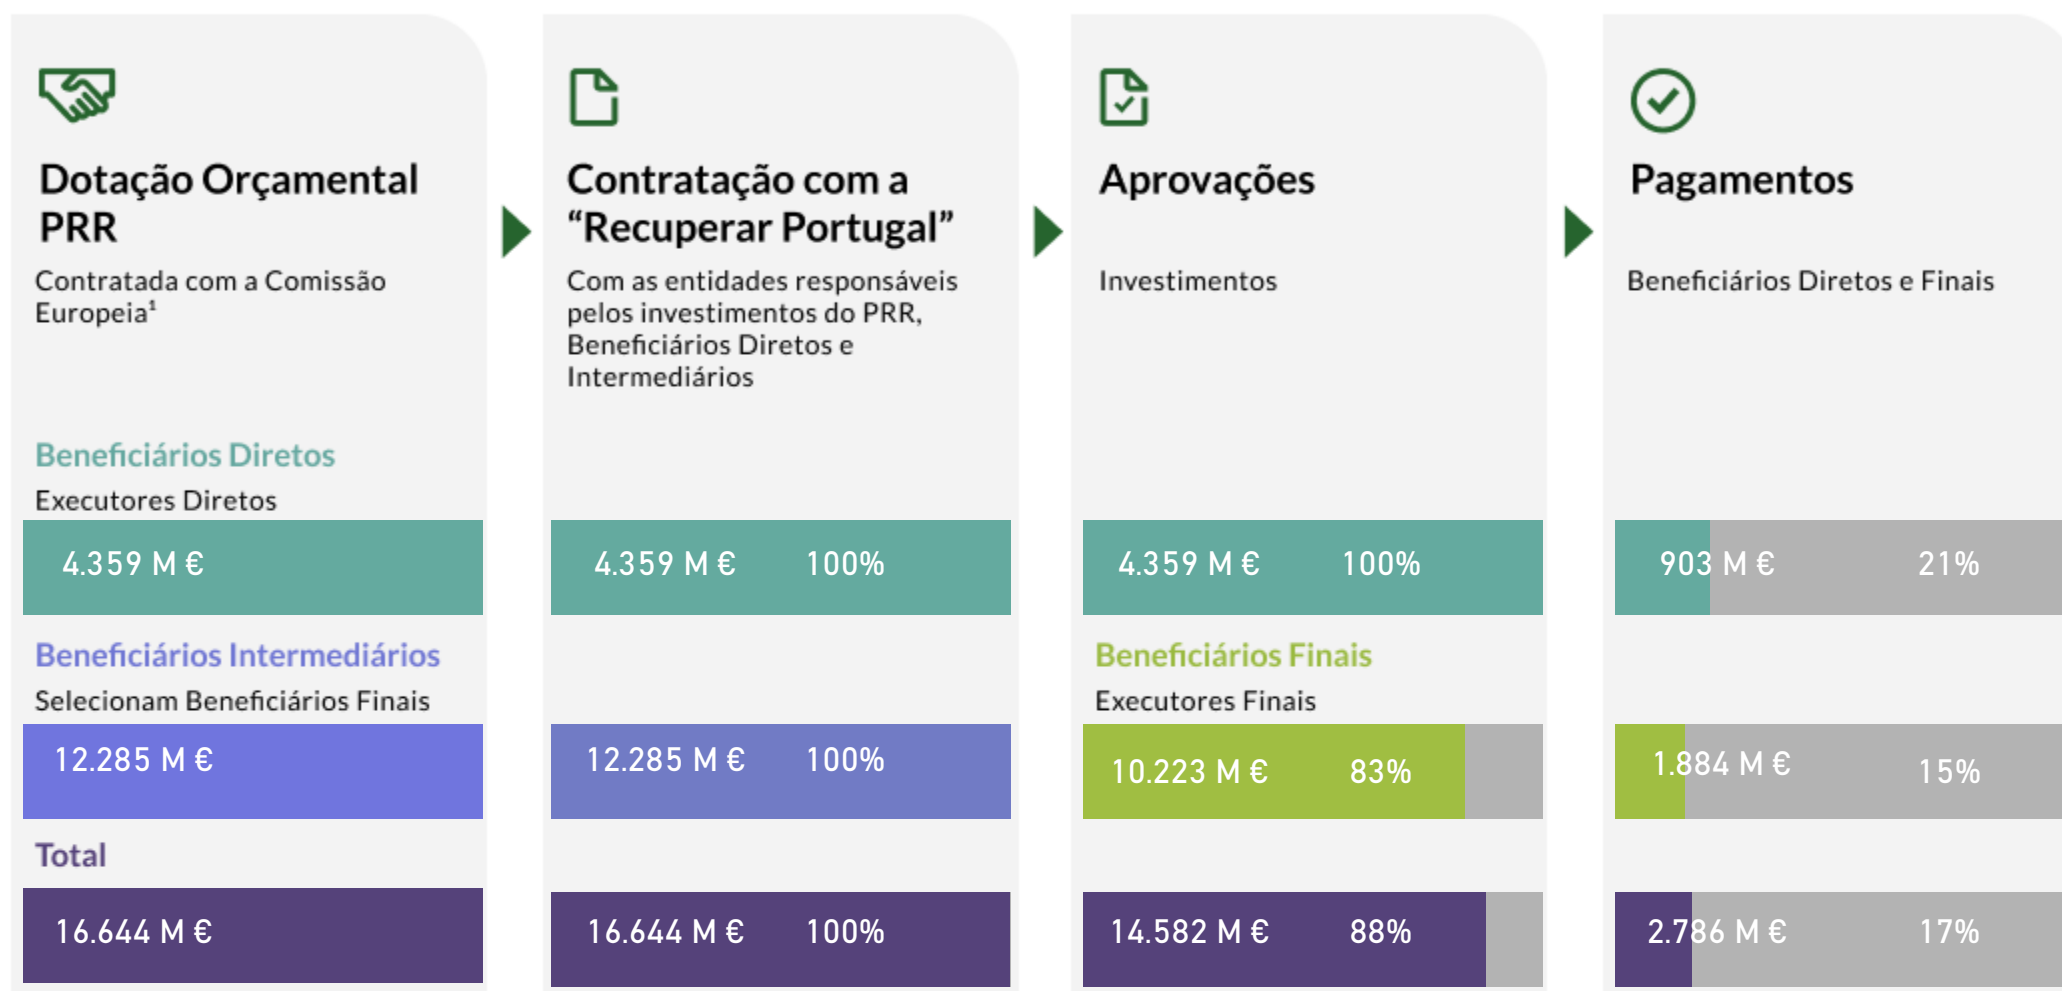 Dotação Orçamental
PRR
Contratada com a Comissão
Europeia¹
Contratação com a
“Recuperar Portugal”
Com as entidades responsáveis
pelos investimentos do PRR,
Beneficiários Diretos e
Intermediários
Aprovações
Investimentos
Pagamentos
Beneficiários Diretos e Finais
Beneficiários Diretos
Executores Diretos
4.359 M €
4.359 M € 100%
4.359 M € 100%
903 M € 21%
Beneficiários Intermediários
Selecionam Beneficiários Finais
Beneficiários Finais
Executores Finais
12.285 M €
12.285 M € 100%
10.223 M € 83%
1.884 M € 15%
Total
16.644 M €
16.644 M € 100%
14.582 M € 88%
2.786 M € 17%